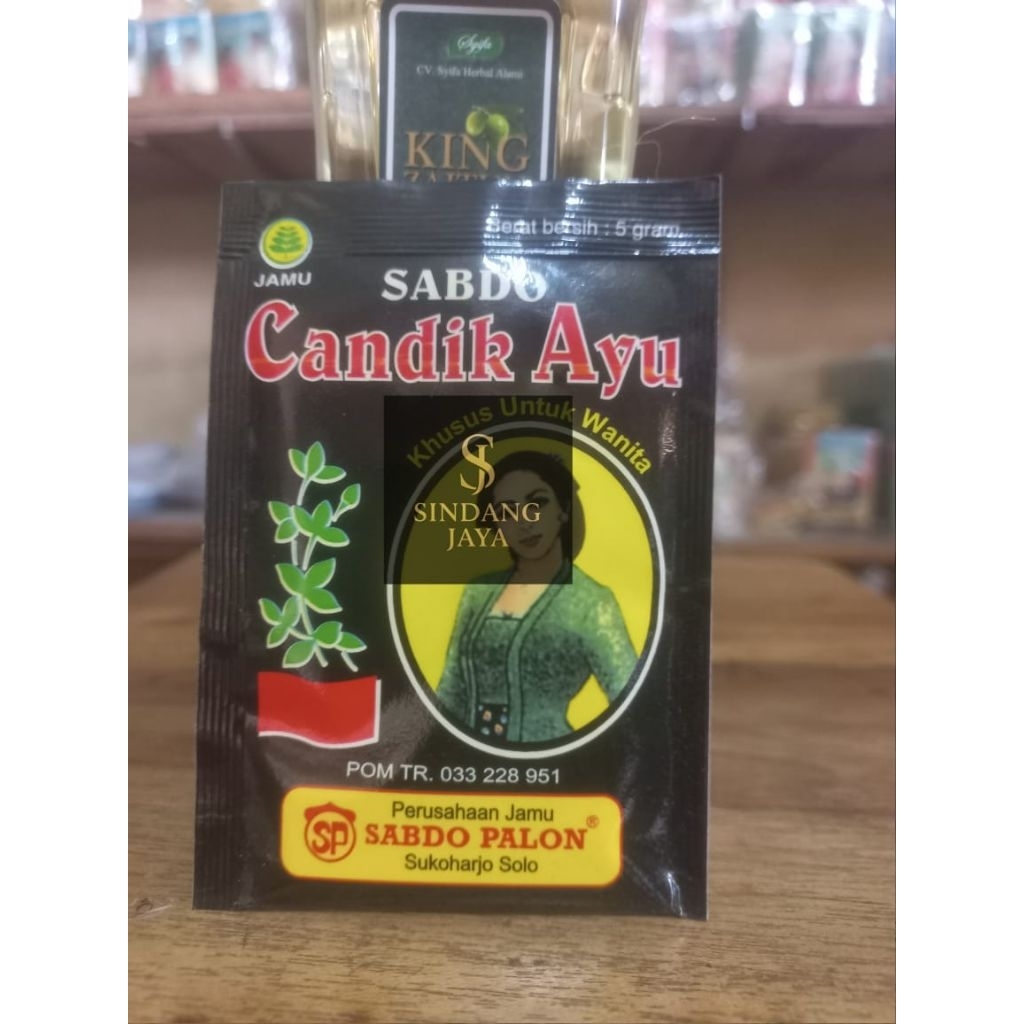 Syifa
CV. Syifa Herbal Alami
KING
Berat bersih : 5 gram.
JAMU
SABDO
Candik Ayu
Khusus Untuk Wanita
SJ
SINDANG
JAYA
POM TR. 033 228 951
Perusahaan Jamu
SP SABDO PALON®
Sukoharjo Solo